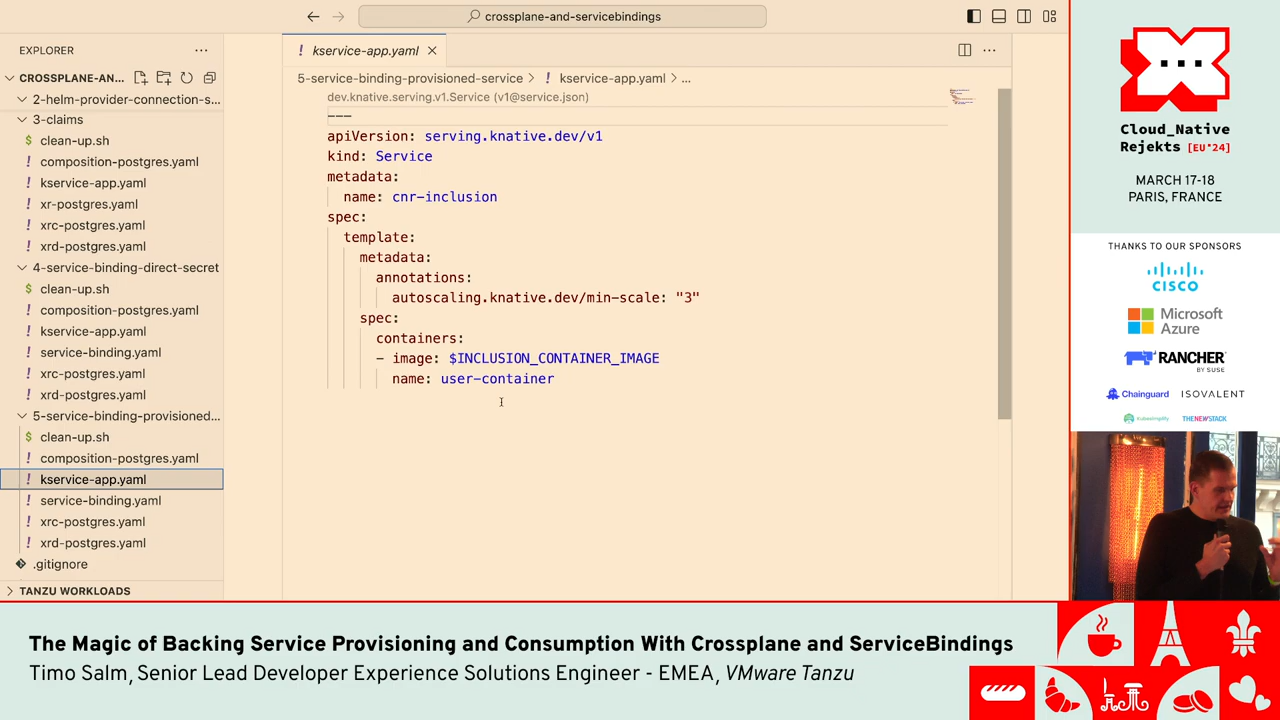 crossplane-and-servicebindings
EXPLORER
CROSSPLANE-AN...
2-helm-provider-connection-s...
3-claims
$ clean-up.sh
! composition-postgres.yaml
! kservice-app.yaml
! xr-postgres.yaml
! xrc-postgres.yaml
! xrd-postgres.yaml
4-service-binding-direct-secret
$ clean-up.sh
! composition-postgres.yaml
! kservice-app.yaml
! service-binding.yaml
! xrc-postgres.yaml
! xrd-postgres.yaml
5-service-binding-provisioned...
$ clean-up.sh
! composition-postgres.yaml
! kservice-app.yaml
! service-binding.yaml
! xrc-postgres.yaml
! xrd-postgres.yaml
.gitignore
TANZU WORKLOADS
! kservice-app.yaml
5-service-binding-provisioned-service > ! kservice-app.yaml > ...
dev.knative.serving.v1.Service (v1@service.json)
---
apiVersion: serving.knative.dev/v1
kind: Service
metadata:
name: cnr-inclusion
spec:
template:
metadata:
annotations:
autoscaling.knative.dev/min-scale: "3"
spec:
containers:
- image: $INCLUSION_CONTAINER_IMAGE
name: user-container
Cloud_Native
Rejekts [EU"24]
MARCH 17-18
PARIS, FRANCE
THANKS TO OUR SPONSORS
CISCO
Microsoft
Azure
RANCHER
BY SUSE
Chainguard
ISOVALENT
kubesimplify
THENEWSTACK
The Magic of Backing Service Provisioning and Consumption With Crossplane and ServiceBindings
Timo Salm, Senior Lead Developer Experience Solutions Engineer - EMEA, VMware Tanzu